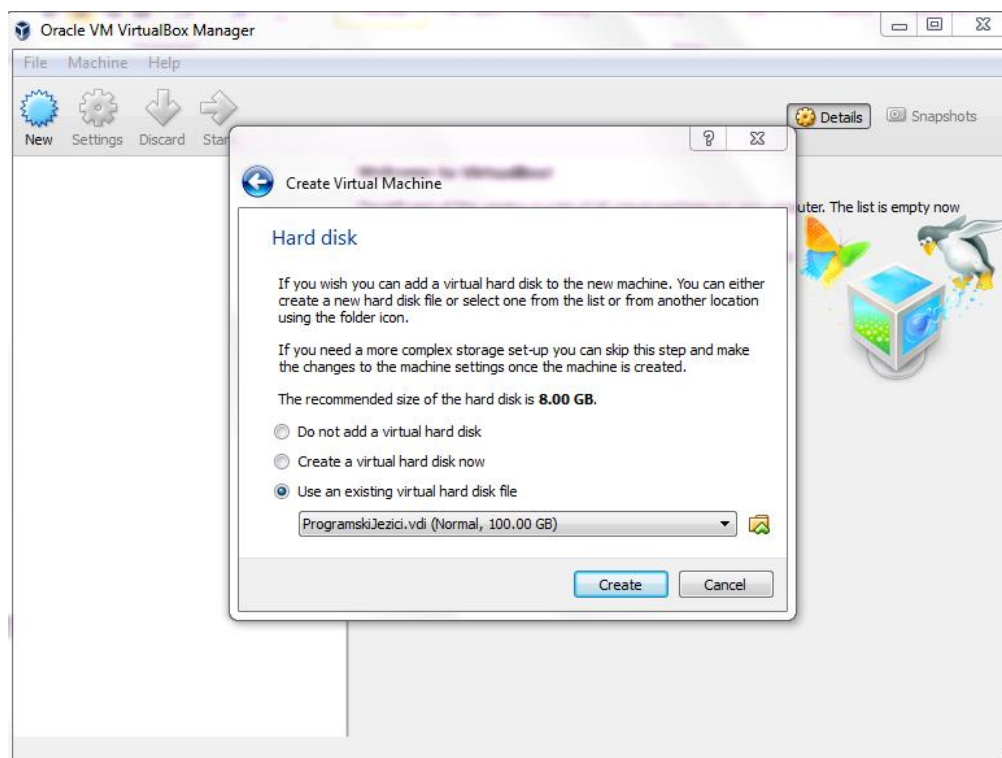 Oracle VM VirtualBox Manager
File Machine Help
New Settings Discard
Details Snapshots
Create Virtual Machine
The list is empty now
Hard disk
If you wish you can add a virtual hard disk to the new machine. You can either
create a new hard disk file or select one from the list or from another location
using the folder icon.
If you need a more complex storage set-up you can skip this step and make
the changes to the machine settings once the machine is created.
The recommended size of the hard disk is 8.00 GB.
Do not add a virtual hard disk
Create a virtual hard disk now
Use an existing virtual hard disk file
ProgramskiJezici.vdi (Normal, 100.00 GB)
Create Cancel